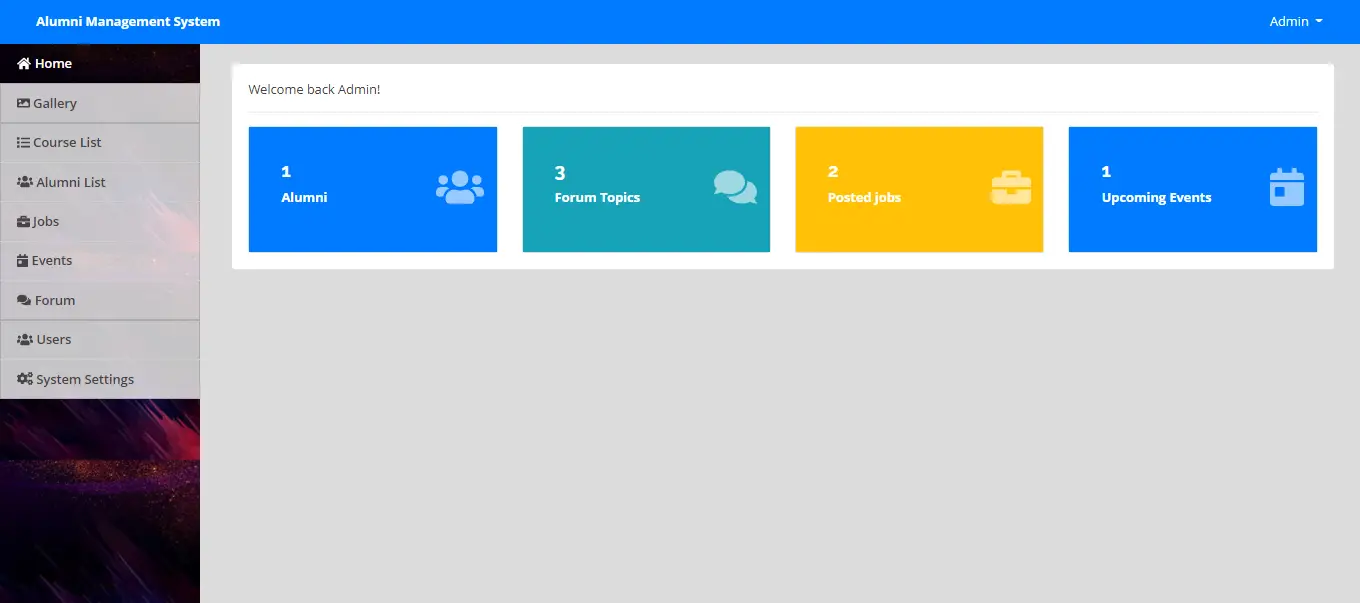 Alumni Management System
Admin
Home
Gallery
Course List
Alumni List
Jobs
Events
Forum
Users
System Settings
Welcome back Admin!
1
Alumni
3
Forum Topics
2
Posted jobs
1
Upcoming Events